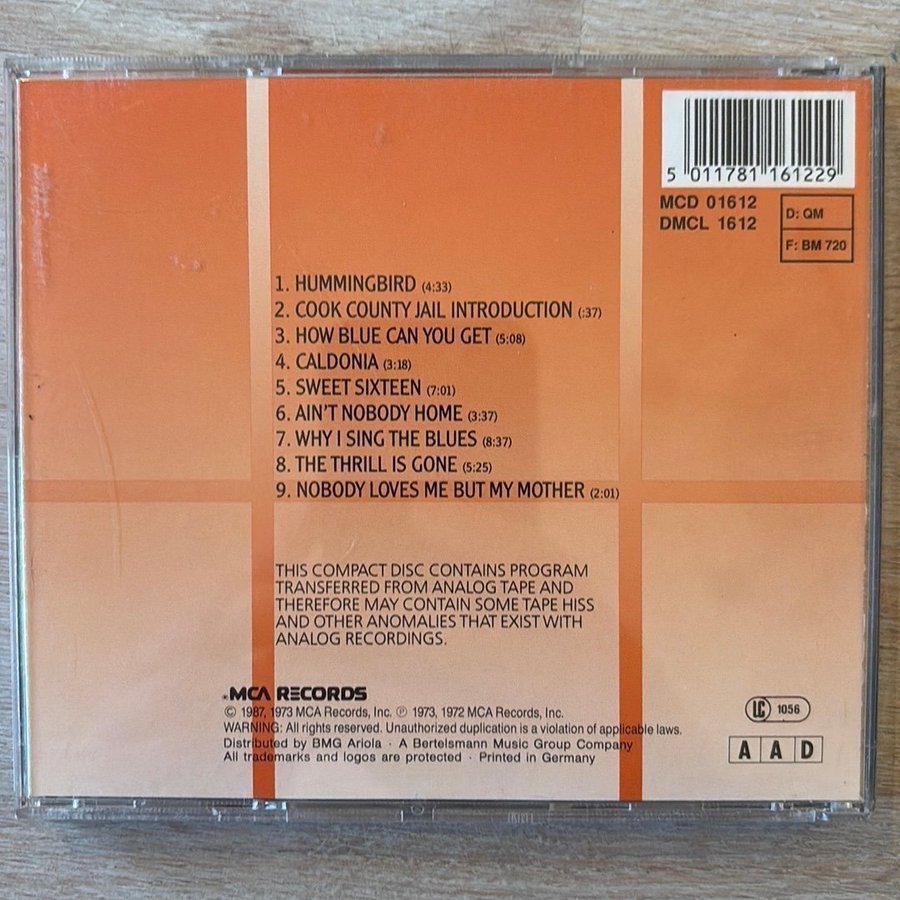 5 011781 161229
MCD 01612
DMCL 1612
D: QM
F: BM 720
1. HUMMINGBIRD (4:33)
2. COOK COUNTY JAIL INTRODUCTION (:37)
3. HOW BLUE CAN YOU GET (5:08)
4. CALDONIA (3:18)
5. SWEET SIXTEEN (7:01)
6. AIN'T NOBODY HOME (3:37)
7. WHY I SING THE BLUES (8:37)
8. THE THRILL IS GONE (5:25)
9. NOBODY LOVES ME BUT MY MOTHER (2:01)
THIS COMPACT DISC CONTAINS PROGRAM
TRANSFERRED FROM ANALOG TAPE AND
THEREFORE MAY CONTAIN SOME TAPE HISS
AND OTHER ANOMALIES THAT EXIST WITH
ANALOG RECORDINGS.
MCA RECORDS
© 1987, 1973 MCA Records, Inc. ℗ 1973, 1972 MCA Records, Inc.
WARNING: All rights reserved. Unauthorized duplication is a violation of applicable laws.
Distributed by BMG Ariola · A Bertelsmann Music Group Company
All trademarks and logos are protected · Printed in Germany
LC 1056
A A D